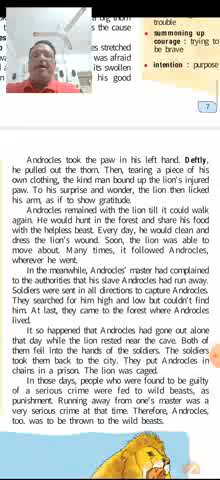 a big thorn
s the cause
es stretched
was afraid
its swollen
his good
trouble
• summoning up
courage : trying to
be brave
• intention : purpose
7
Androcles took the paw in his left hand. Deftly,
he pulled out the thorn. Then, tearing a piece of his
own clothing, the kind man bound up the lion's injured
paw. To his surprise and wonder, the lion then licked
his arm, as if to show gratitude.
Androcles remained with the lion till it could walk
again. He would hunt in the forest and share his food
with the helpless beast. Every day, he would clean and
dress the lion's wound. Soon, the lion was able to
move about. Many times, it followed Androcles,
wherever he went.
In the meanwhile, Androcles' master had complained
to the authorities that his slave Androcles had run away.
Soldiers were sent in all directions to capture Androcles.
They searched for him high and low but couldn't find
him. At last, they came to the forest where Androcles
lived.
It so happened that Androcles had gone out alone
that day while the lion rested near the cave. Both of
them fell into the hands of the soldiers. The soldiers
took them back to the city. They put Androcles in
chains in a prison. The lion was caged.
In those days, people who were found to be guilty
of a serious crime were fed to wild beasts, as
punishment. Running away from one's master was a
very serious crime at that time. Therefore, Androcles,
too, was to be thrown to the wild beasts.